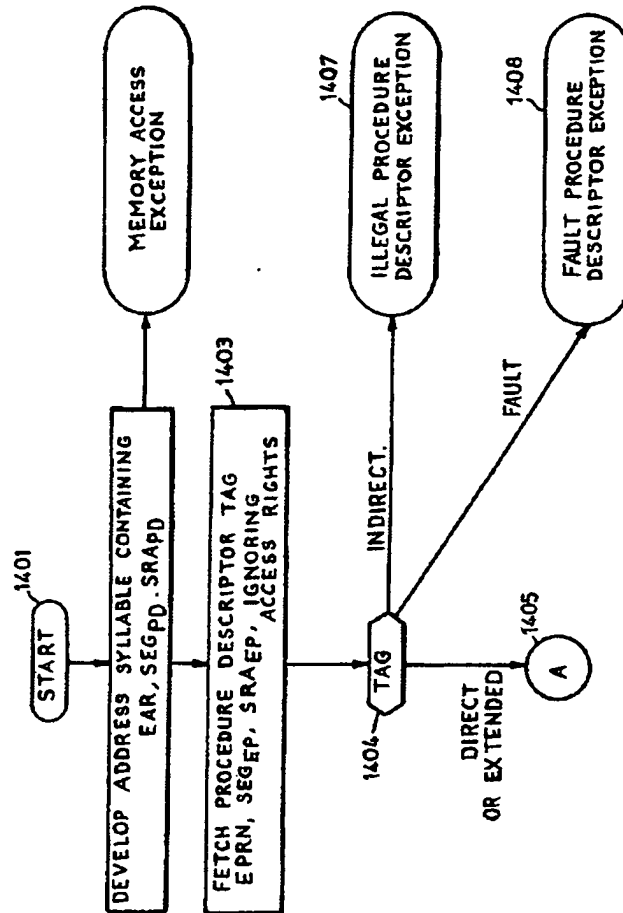 1401
START
DEVELOP ADDRESS SYLLABLE CONTAINING
EAR, SEGPD. SRAPD
MEMORY ACCESS
EXCEPTION
1403
FETCH PROCEDURE DESCRIPTOR TAG
EPRN, SEGEP, SRAEP, IGNORING
ACCESS RIGHTS
1404
TAG
INDIRECT.
1407
ILLEGAL PROCEDURE
DESCRIPTOR EXCEPTION
FAULT
1408
FAULT PROCEDURE
DESCRIPTOR EXCEPTION
DIRECT
OR EXTENDED
1405
A